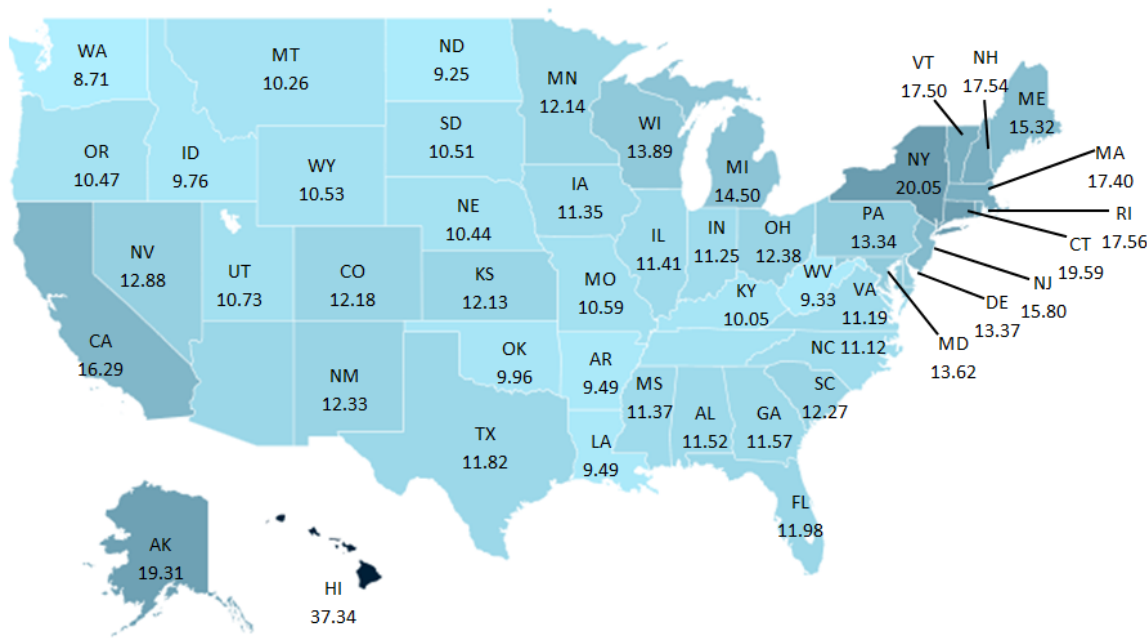 WA
8.71
MT
10.26
ND
9.25
MN
12.14
VT
17.50
NH
17.54
ME
15.32
OR
10.47
ID
9.76
WY
10.53
SD
10.51
WI
13.89
MI
14.50
NY
20.05
MA
17.40
RI
17.56
CT
19.59
NJ
15.80
DE
13.37
MD
13.62
NV
12.88
UT
10.73
CO
12.18
NE
10.44
KS
12.13
IA
11.35
MO
10.59
IL
11.41
IN
11.25
OH
12.38
PA
13.34
WV
9.33
VA
11.19
KY
10.05
NC 11.12
CA
16.29
NM
12.33
OK
9.96
AR
9.49
MS
11.37
AL
11.52
GA
11.57
SC
12.27
TX
11.82
LA
9.49
FL
11.98
AK
19.31
HI
37.34